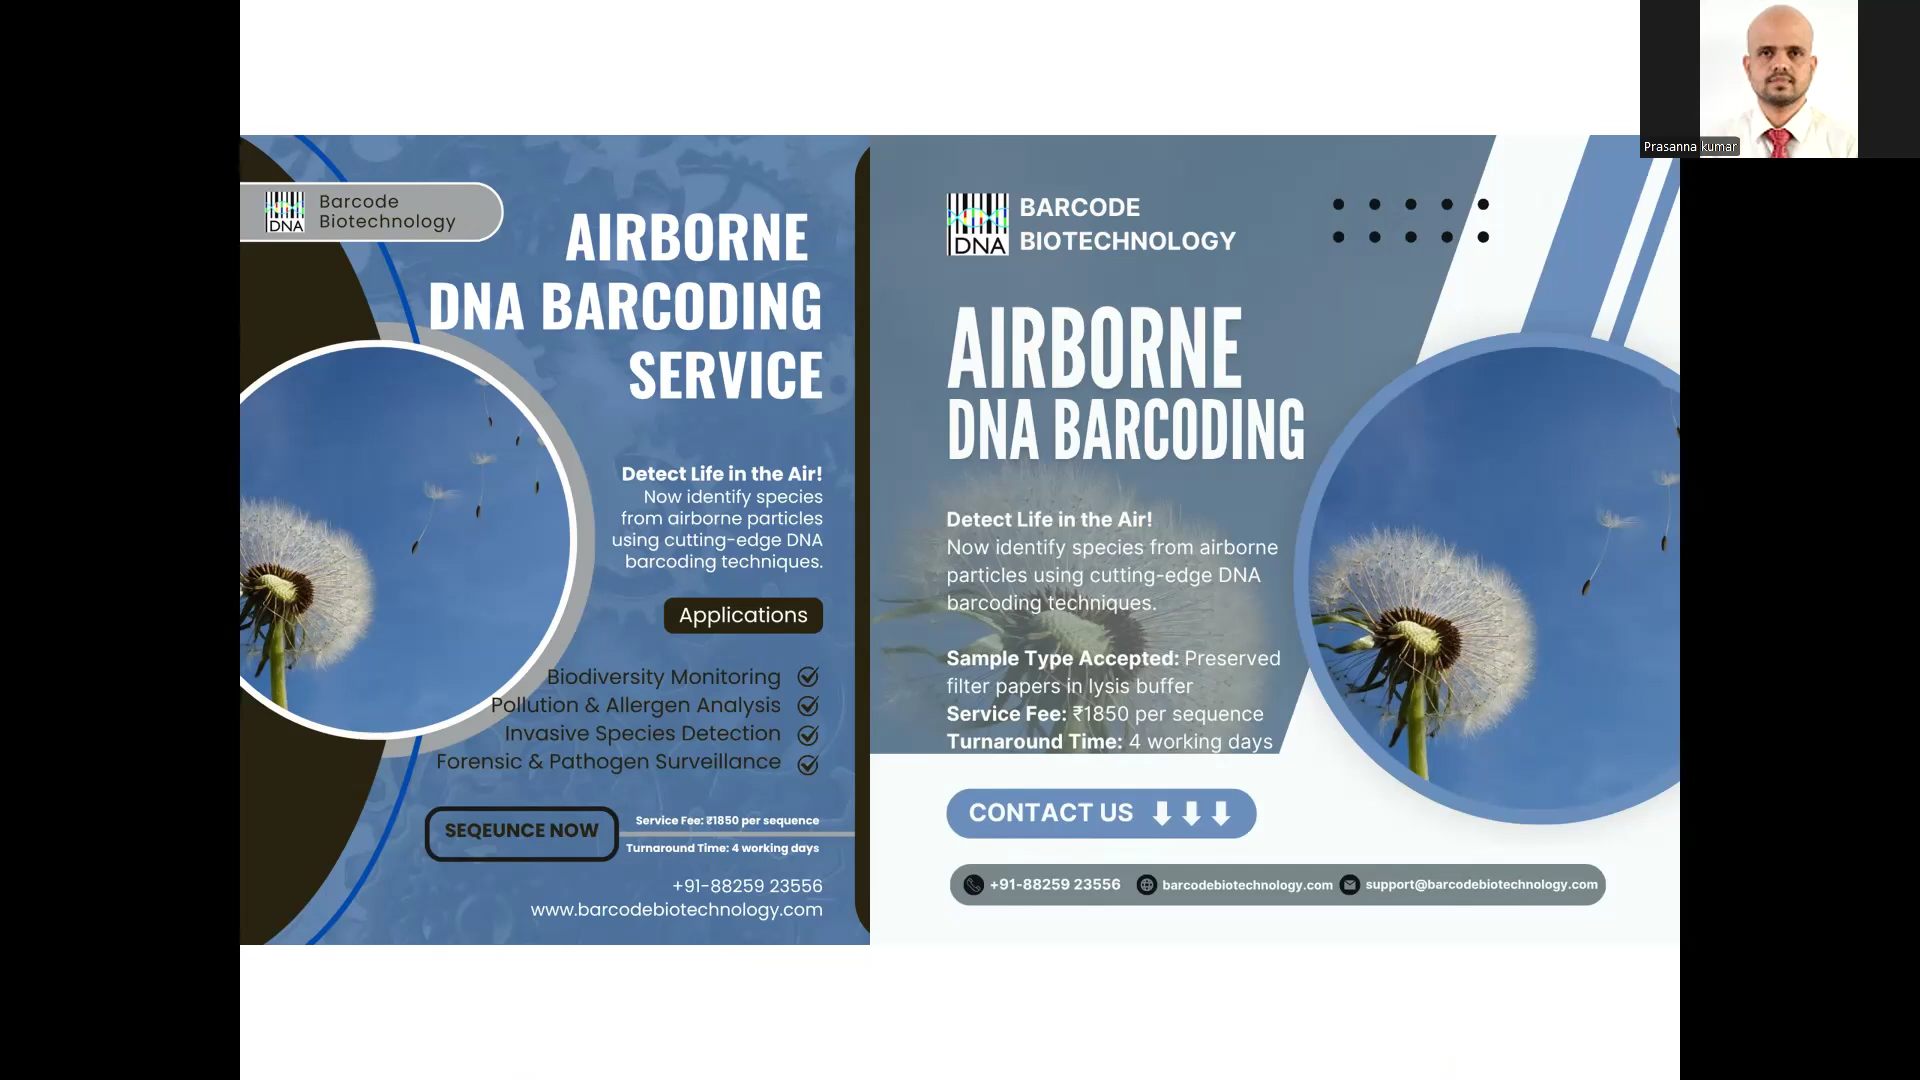 Prasanna kumar
Barcode
Biotechnology
DNA
AIRBORNE
DNA BARCODING
SERVICE
Detect Life in the Air!
Now identify species
from airborne particles
using cutting-edge DNA
barcoding techniques.
Applications
Biodiversity Monitoring
Pollution & Allergen Analysis
Invasive Species Detection
Forensic & Pathogen Surveillance
SEQEUNCE NOW
Service Fee: ₹1850 per sequence
Turnaround Time: 4 working days
+91-88259 23556
www.barcodebiotechnology.com
DNA
BARCODE
BIOTECHNOLOGY
AIRBORNE
DNA BARCODING
Detect Life in the Air!
Now identify species from airborne
particles using cutting-edge DNA
barcoding techniques.
Sample Type Accepted: Preserved
filter papers in lysis buffer
Service Fee: ₹1850 per sequence
Turnaround Time: 4 working days
CONTACT US
+91-88259 23556 barcodebiotechnology.com support@barcodebiotechnology.com